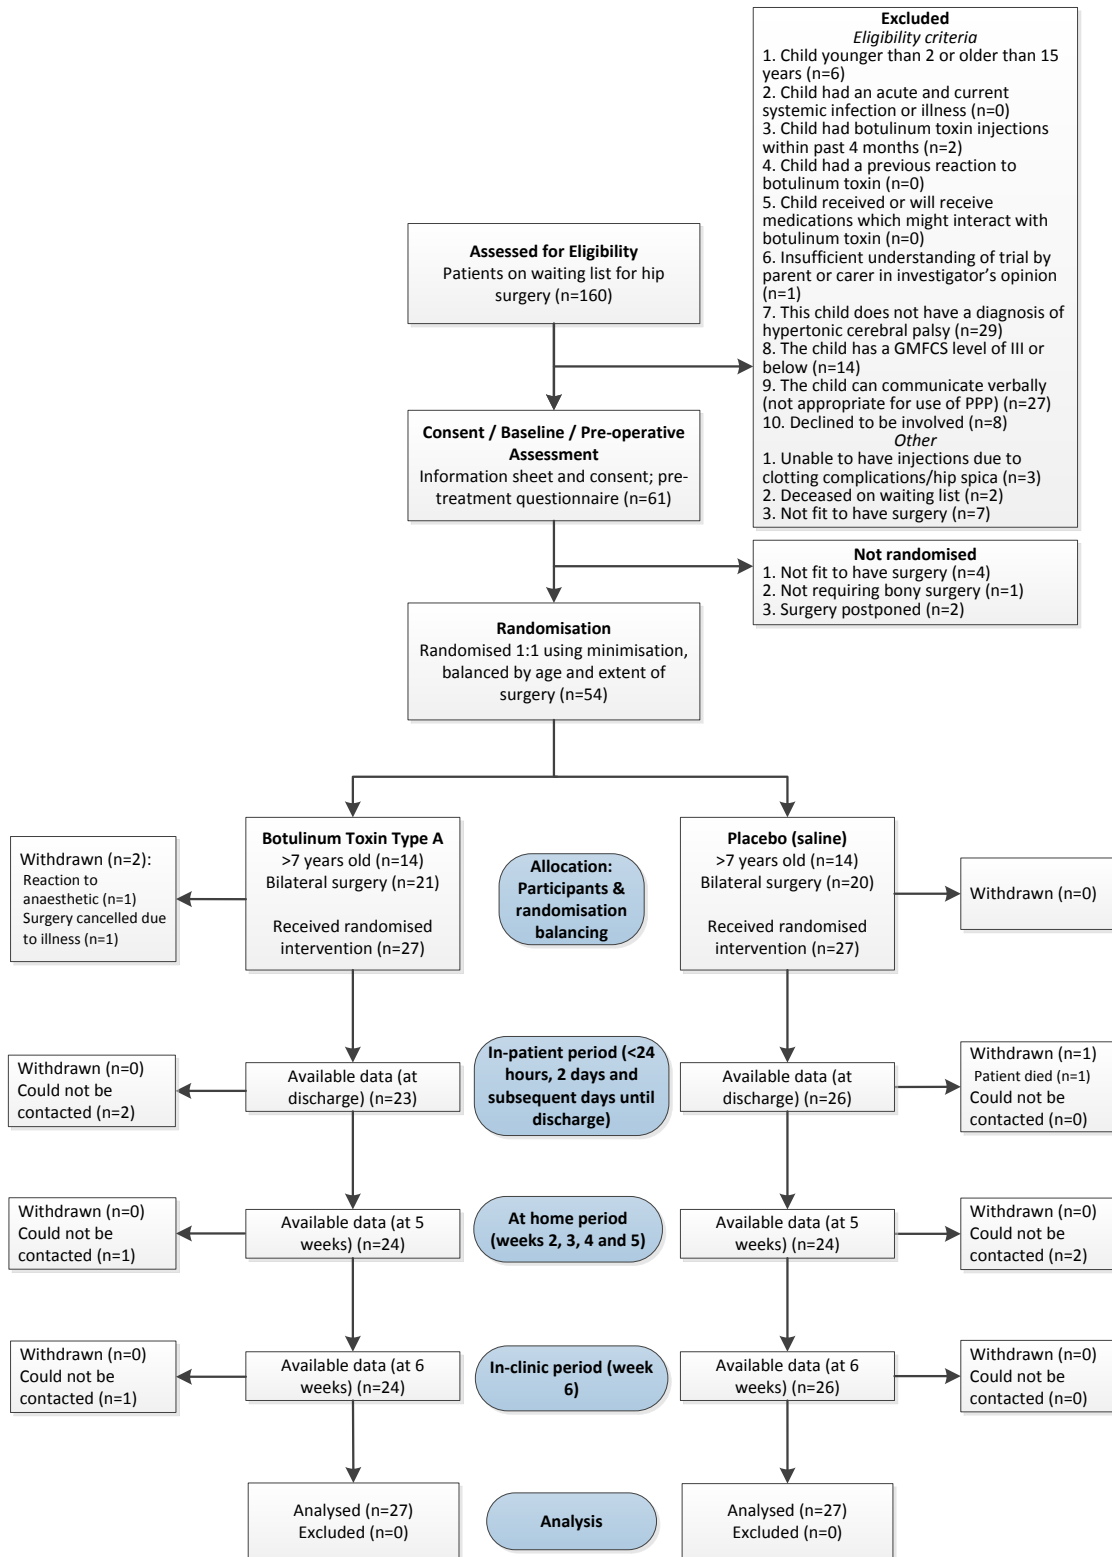 Excluded
Eligibility criteria
1. Child younger than 2 or older than 15
years (n=6)
2. Child had an acute and current
systemic infection or illness (n=0)
3. Child had botulinum toxin injections
within past 4 months (n=2)
4. Child had a previous reaction to
botulinum toxin (n=0)
5. Child received or will receive
medications which might interact with
botulinum toxin (n=0)
6. Insufficient understanding of trial by
parent or carer in investigator's opinion
(n=1)
7. This child does not have a diagnosis of
hypertonic cerebral palsy (n=29)
8. The child has a GMFCS level of III or
below (n=14)
9. The child can communicate verbally
(not appropriate for use of PPP) (n=27)
10. Declined to be involved (n=8)
Other
1. Unable to have injections due to
clotting complications/hip spica (n=3)
2. Deceased on waiting list (n=2)
3. Not fit to have surgery (n=7)
Assessed for Eligibility
Patients on waiting list for hip
surgery (n=160)
Consent / Baseline / Pre-operative
Assessment
Information sheet and consent; pre-
treatment questionnaire (n=61)
Not randomised
1. Not fit to have surgery (n=4)
2. Not requiring bony surgery (n=1)
3. Surgery postponed (n=2)
Randomisation
Randomised 1:1 using minimisation,
balanced by age and extent of
surgery (n=54)
Withdrawn (n=2):
Reaction to
anaesthetic (n=1)
Surgery cancelled due
to illness (n=1)
Botulinum Toxin Type A
>7 years old (n=14)
Bilateral surgery (n=21)
Received randomised
intervention (n=27)
Allocation:
Participants &
randomisation
balancing
Placebo (saline)
>7 years old (n=14)
Bilateral surgery (n=20)
Received randomised
intervention (n=27)
Withdrawn (n=0)
Withdrawn (n=0)
Could not be
contacted (n=2)
Available data (at
discharge) (n=23)
In-patient period (<24
hours, 2 days and
subsequent days until
discharge)
Available data (at
discharge) (n=26)
Withdrawn (n=1)
Patient died (n=1)
Could not be
contacted (n=0)
Withdrawn (n=0)
Could not be
contacted (n=1)
Available data (at 5
weeks) (n=24)
At home period
(weeks 2, 3, 4 and 5)
Available data (at 5
weeks) (n=24)
Withdrawn (n=0)
Could not be
contacted (n=2)
Withdrawn (n=0)
Could not be
contacted (n=1)
Available data (at 6
weeks) (n=24)
In-clinic period (week
6)
Available data (at 6
weeks) (n=26)
Withdrawn (n=0)
Could not be
contacted (n=0)
Analysed (n=27)
Excluded (n=0)
Analysis
Analysed (n=27)
Excluded (n=0)